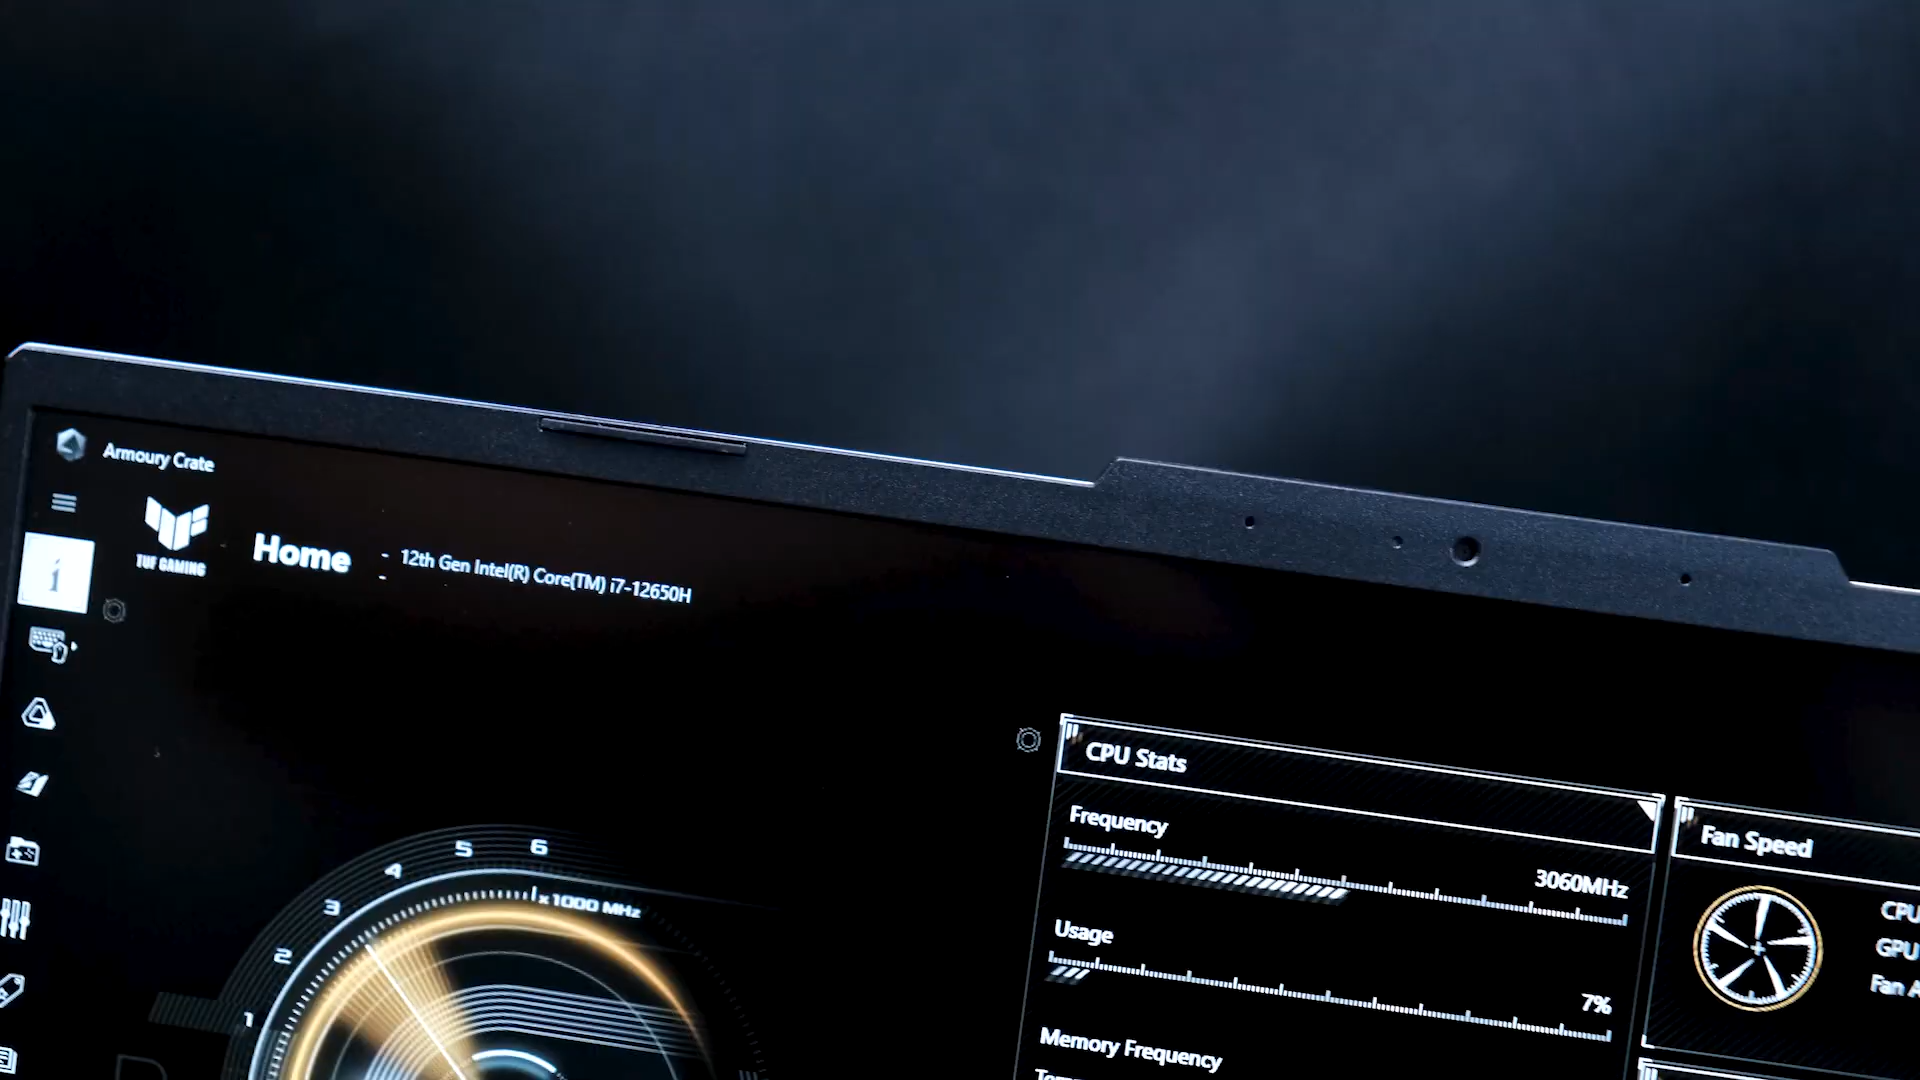 Armoury Crate
TUF GAMING
Home
- 12th Gen Intel(R) Core(TM) i7-12650H
-
CPU Stats
Frequency
3060MHz
Usage
7%
Memory Frequency
Fan Speed
CPU
GPU
Fan
1
2
3
4
5
6
x1000 MHz